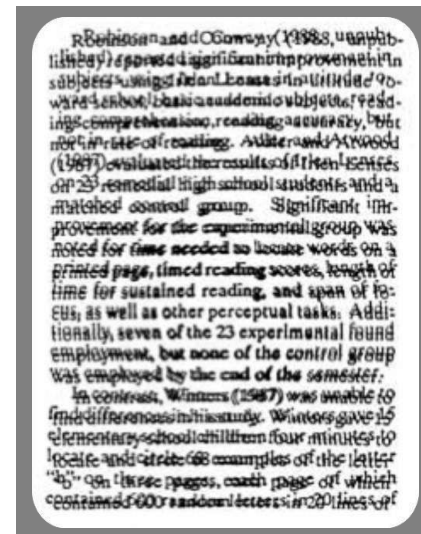 Robinson and Conway (1988, unpub-
lished) reported significant improvement in
subjects using Irlen Lenses in attitude to-
ward school, basic academic subjects, read-
ing comprehension, reading accuracy, but
not in rate of reading. Adler and Atwood
(1987) evaluated the results of Irlen Lenses
on 23 remedial high school students and a
matched control group. Significant im-
provement for the experimental group was
noted for time needed to locate words on a
printed page, timed reading scores, length of
time for sustained reading, and span of fo-
cus, as well as other perceptual tasks. Addi-
tionally, seven of the 23 experimental found
employment, but none of the control group
was employed by the end of the semester.
In contrast, Winters (1987) was unable to
find differences in his study. Winters gave 15
elementary school children four minutes to
locate and circle 668 examples of the letter
"b" on three pages, each page of which
contained 600 random letters in 20 lines of